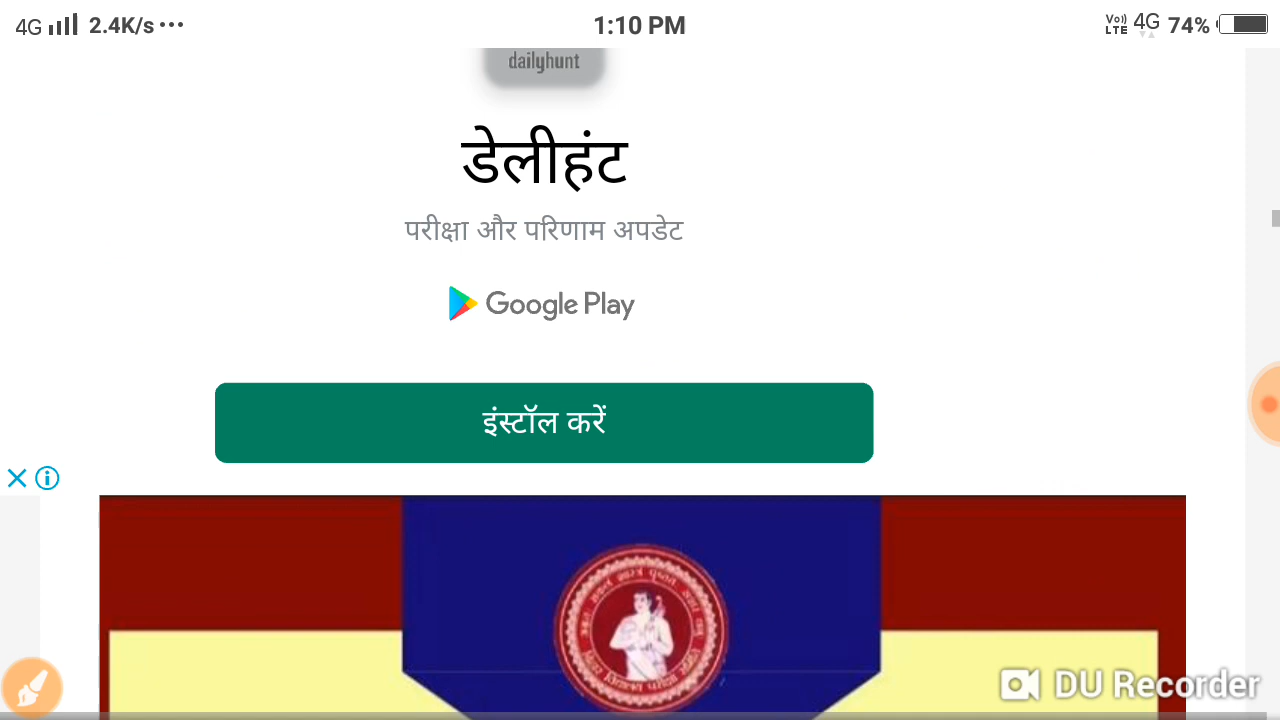 4G 2.4K/s ••• 1:10 PM Vo)) LTE 4G 74%
dailyhunt
डेलीहंट
परीक्षा और परिणाम अपडेट
Google Play
इंस्टॉल करें
DU Recorder